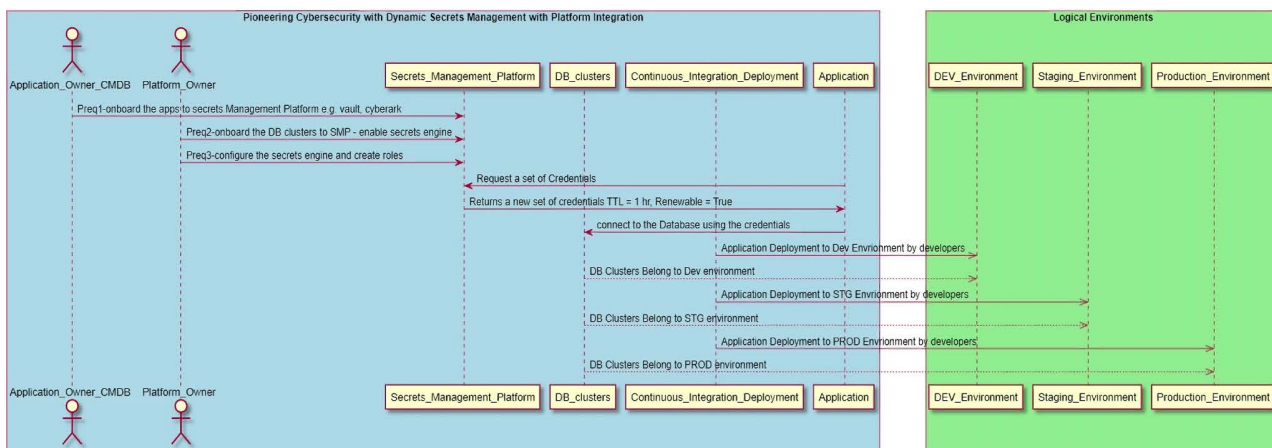 Pioneering Cybersecurity with Dynamic Secrets Management with Platform Integration
Logical Environments
Application_Owner_CMDB
Platform_Owner
Secrets_Management_Platform
DB_clusters
Continuous_Integration_Deployment
Application
DEV_Environment
Staging_Environment
Production_Environment
Preq1-onboard the apps to secrets Management Platform e.g. vault, cyberark
Preq2-onboard the DB clusters to SMP - enable secrets engine
Preq3-configure the secrets engine and create roles
Request a set of Credentials
Returns a new set of credentials TTL = 1 hr, Renewable = True
connect to the Database using the credentials
Application Deployment to Dev Envrionment by developers
DB Clusters Belong to Dev environment
Application Deployment to STG Envrionment by developers
DB Clusters Belong to STG environment
Application Deployment to PROD Envrionment by developers
DB Clusters Belong to PROD environment
Application_Owner_CMDB
Platform_Owner
Secrets_Management_Platform
DB_clusters
Continuous_Integration_Deployment
Application
DEV_Environment
Staging_Environment
Production_Environment